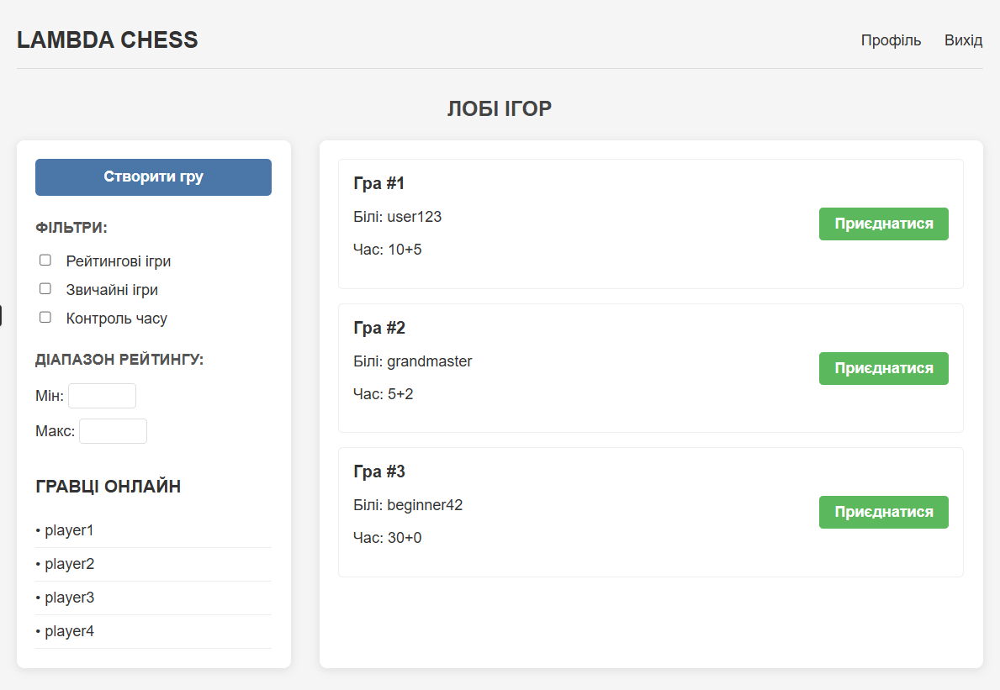 LAMBDA CHESS
Профіль Вихід
ЛОБІ ІГОР
Створити гру
ФІЛЬТРИ:
Рейтингові ігри
Звичайні ігри
Контроль часу
ДІАПАЗОН РЕЙТИНГУ:
Мін:
Макс:
ГРАВЦІ ОНЛАЙН
• player1
• player2
• player3
• player4
Гра #1
Білі: user123
Час: 10+5
Приєднатися
Гра #2
Білі: grandmaster
Час: 5+2
Приєднатися
Гра #3
Білі: beginner42
Час: 30+0
Приєднатися